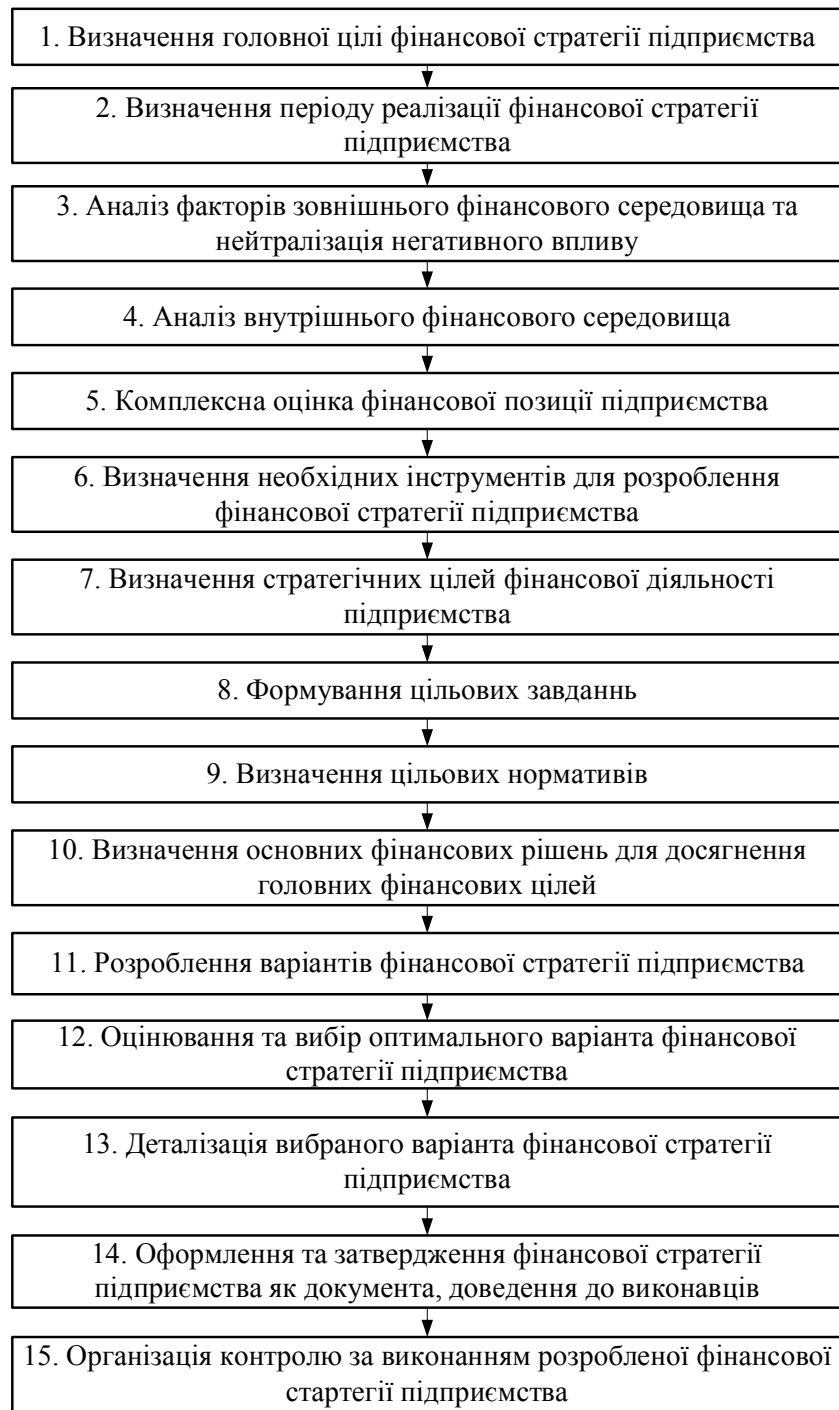 1. Визначення головної цілі фінансової стратегії підприємства
2. Визначення періоду реалізації фінансової стратегії
підприємства
3. Аналіз факторів зовнішнього фінансового середовища та
нейтралізація негативного впливу
4. Аналіз внутрішнього фінансового середовища
5. Комплексна оцінка фінансової позиції підприємства
6. Визначення необхідних інструментів для розроблення
фінансової стратегії підприємства
7. Визначення стратегічних цілей фінансової діяльності
підприємства
8. Формування цільових завданнь
9. Визначення цільових нормативів
10. Визначення основних фінансових рішень для досягнення
головних фінансових цілей
11. Розроблення варіантів фінансової стратегії підприємства
12. Оцінювання та вибір оптимального варіанта фінансової
стратегії підприємства
13. Деталізація вибраного варіанта фінансової стратегії
підприємства
14. Оформлення та затвердження фінансової стратегії
підприємства як документа, доведення до виконавців
15. Організація контролю за виконанням розробленої фінансової
стартегії підприємства